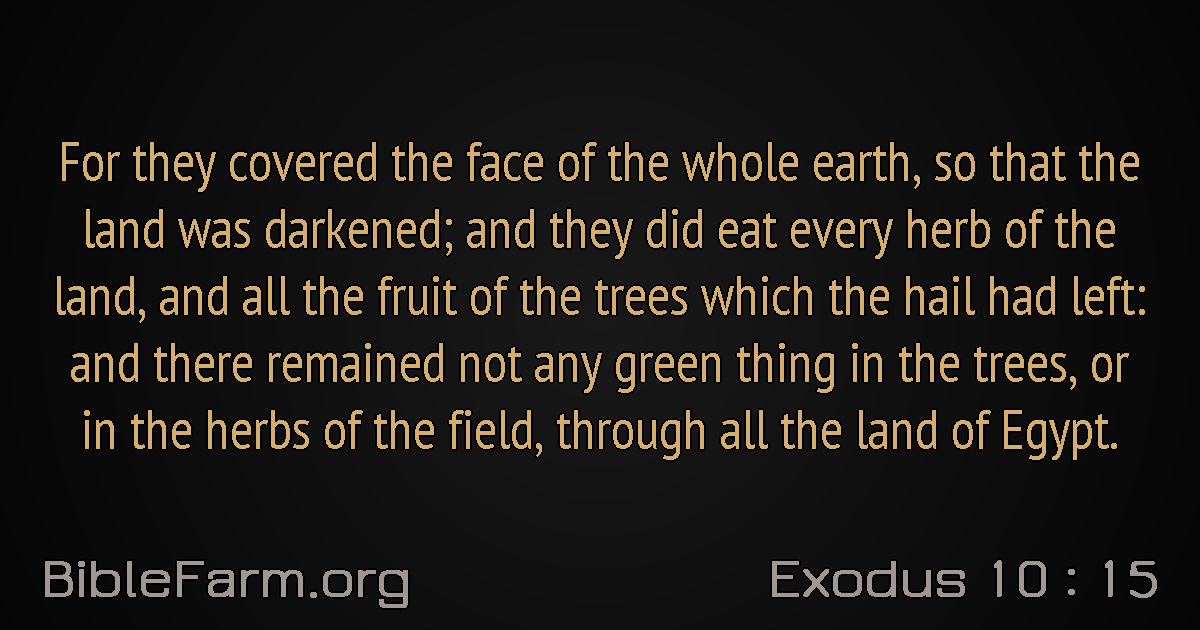 For they covered the face of the whole earth, so that the
land was darkened; and they did eat every herb of the
land, and all the fruit of the trees which the hail had left:
and there remained not any green thing in the trees, or
in the herbs of the field, through all the land of Egypt.
BibleFarm.org
Exodus 10 : 15